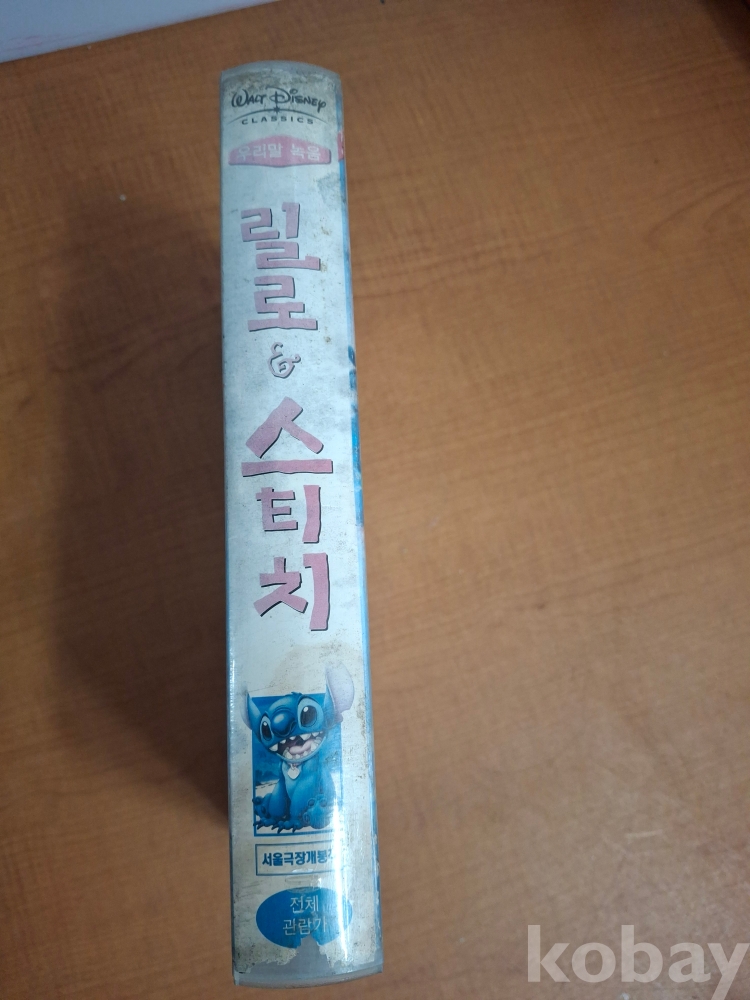 WALT DISNEY
CLASSICS
우리말 녹음
릴로
&
스티치
서울극장개봉작
전체
관람가
kobay